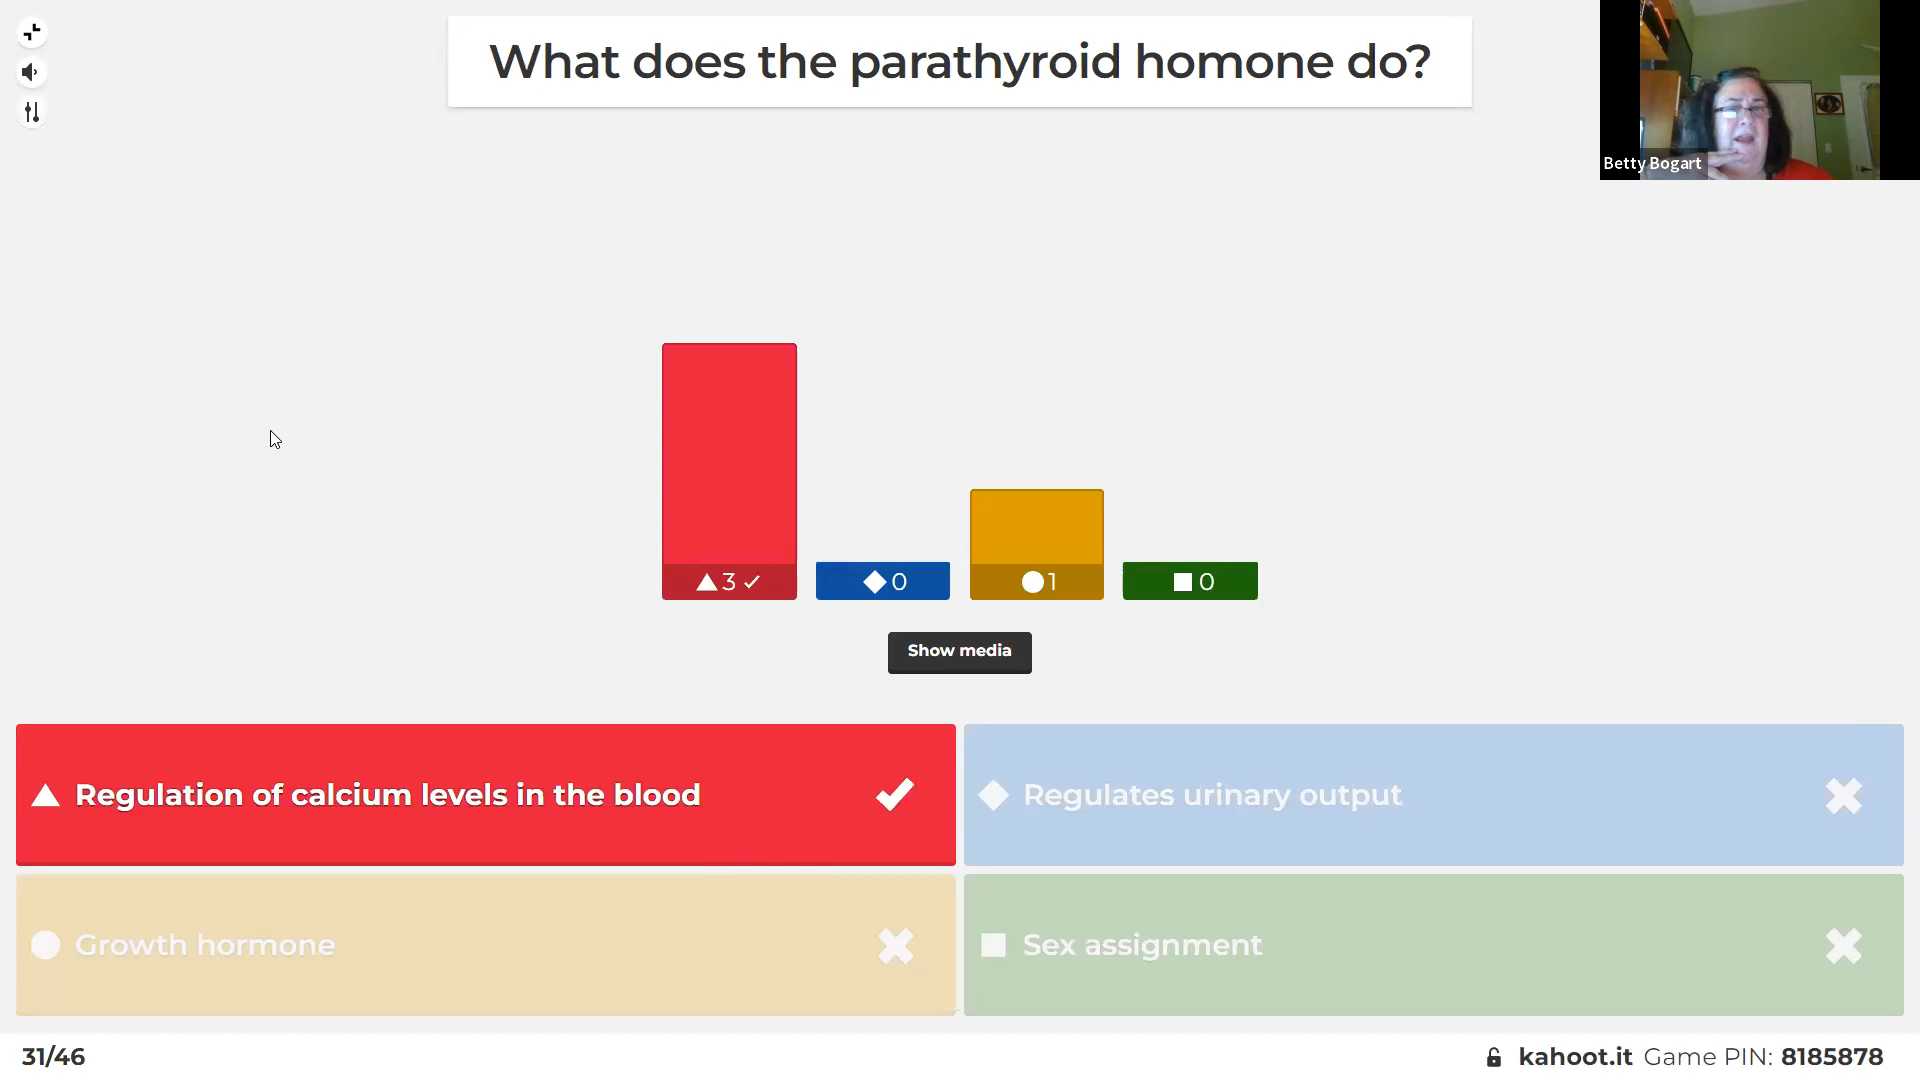 What does the parathyroid homone do?
Betty Bogart
3
0
1
0
Show media
Regulation of calcium levels in the blood
Regulates urinary output
Growth hormone
Sex assignment
31/46
kahoot.it Game PIN: 8185878